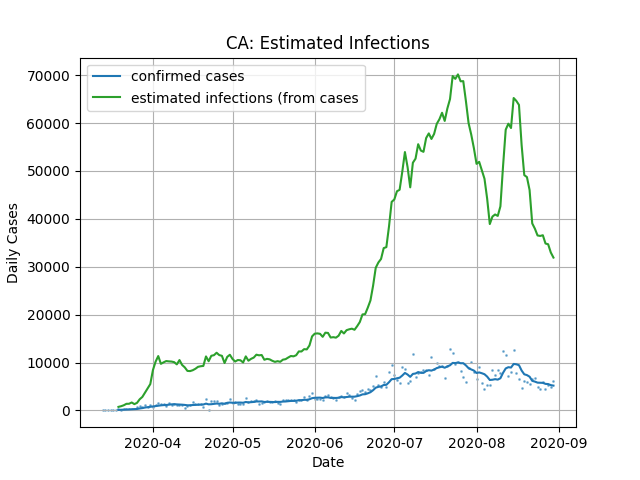 CA: Estimated Infections
confirmed cases
estimated infections (from cases
70000
60000
50000
40000
30000
20000
10000
0
Daily Cases
2020-04 2020-05 2020-06 2020-07 2020-08 2020-09
Date